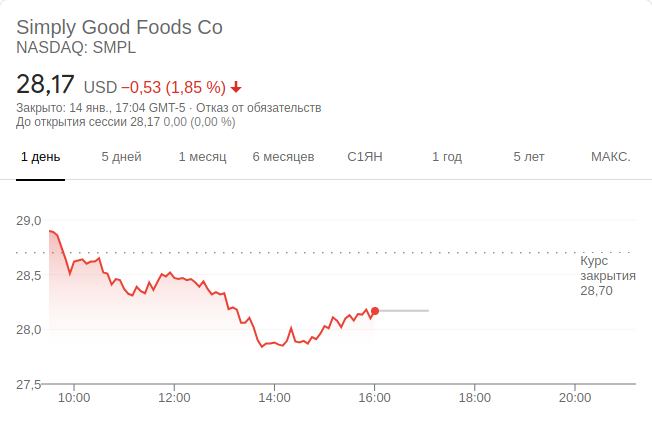 Simply Good Foods Co
NASDAQ: SMPL
28,17 USD −0,53 (1,85 %)
Закрыто: 14 янв., 17:04 GMT-5 · Отказ от обязательств
До открытия сессии 28,17 0,00 (0,00 %)
1 день 5 дней 1 месяц 6 месяцев С1ЯН 1 год 5 лет МАКС.
29,0
Курс
закрытия
28,70
28,5
28,0
27,5
10:00 12:00 14:00 16:00 18:00 20:00